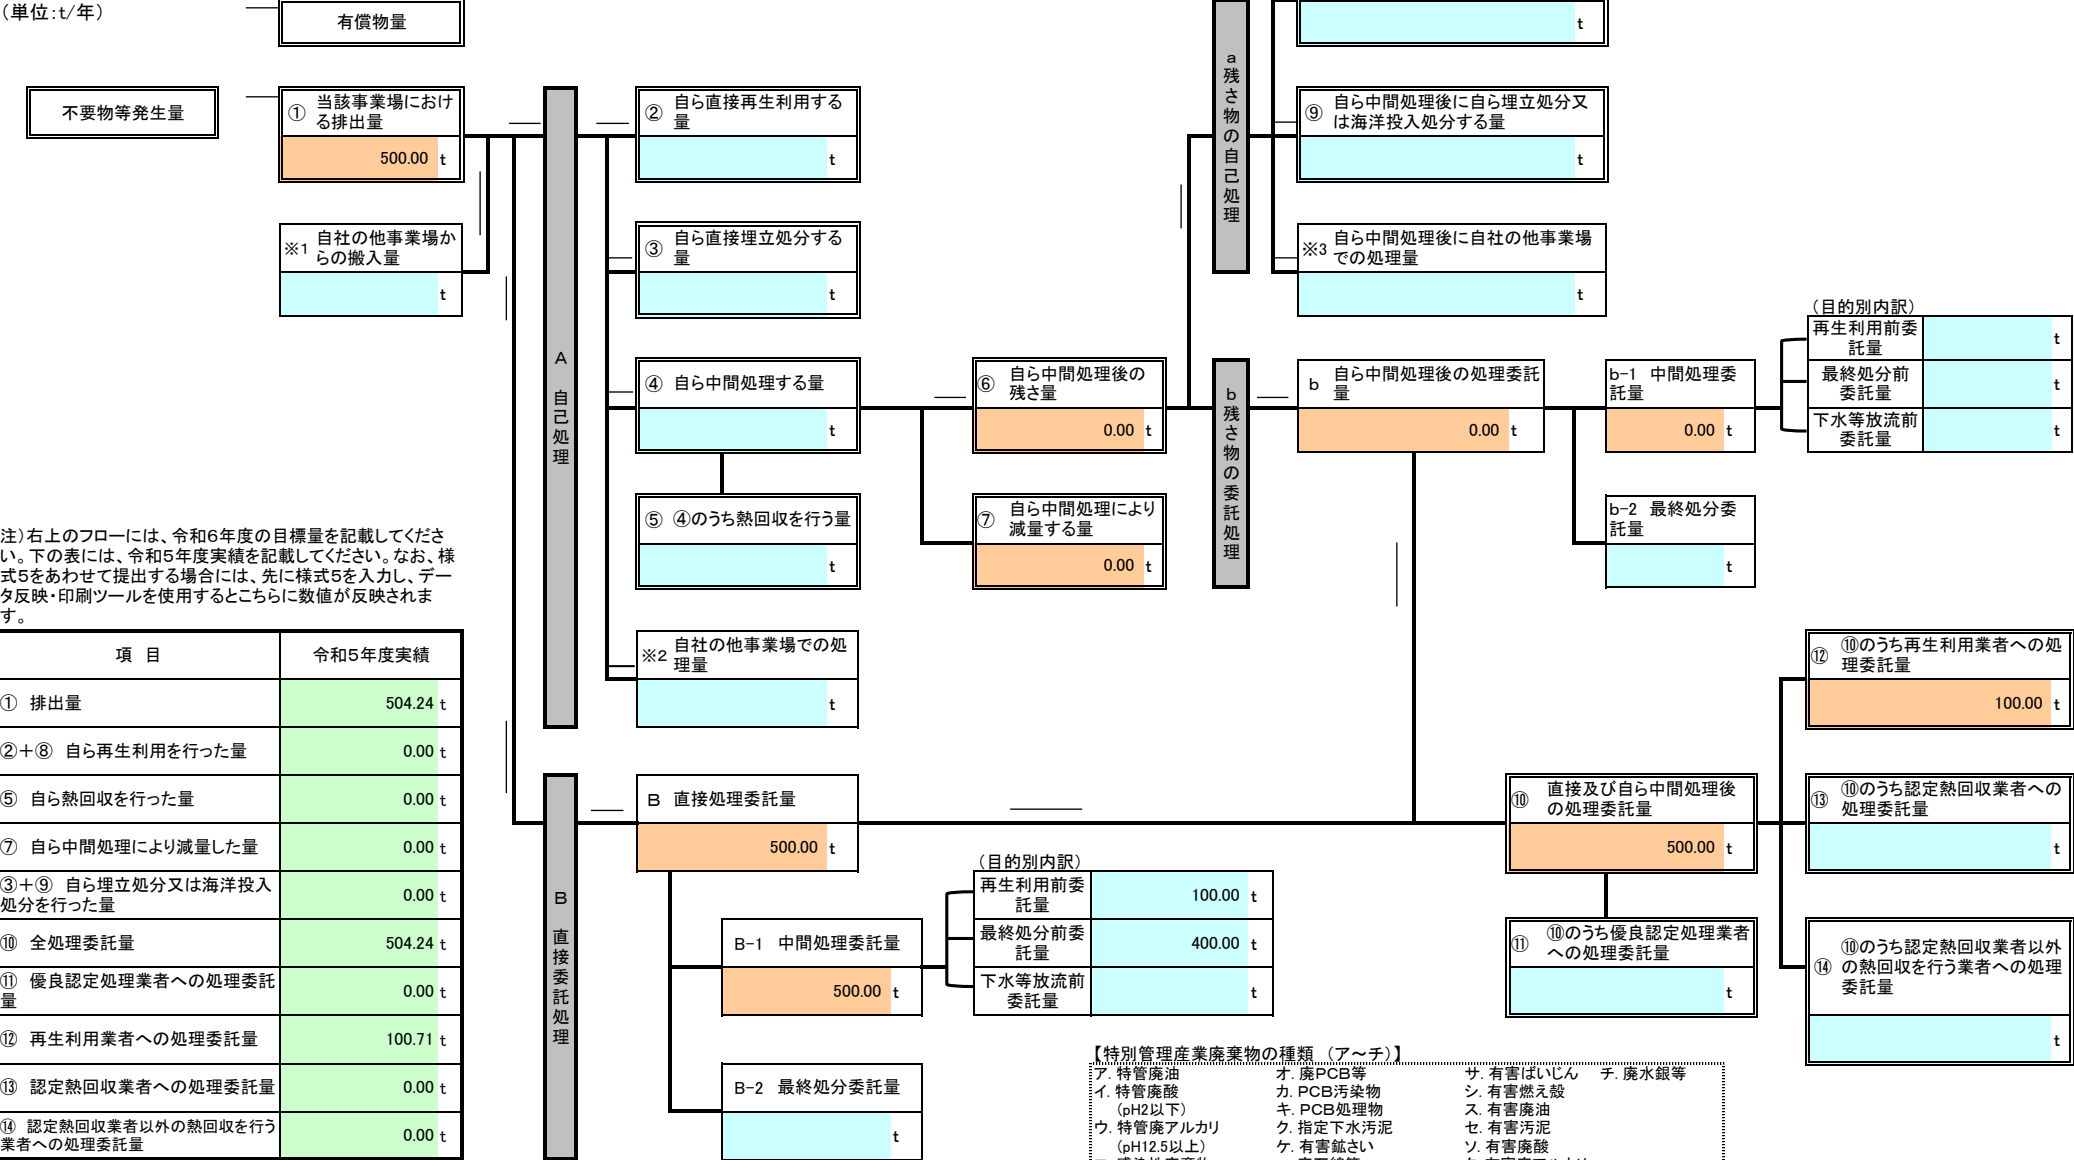 （単位:t/年）
有償物量
t
不要物等発生量
① 当該事業場におけ
る排出量
500.00 t
※1 自社の他事業場か
らの搬入量
t
A 自己処理
② 自ら直接再生利用する
量
t
③ 自ら直接埋立処分する
量
t
④ 自ら中間処理する量
t
⑤ ④のうち熱回収を行う量
t
※2 自社の他事業場での処
理量
t
⑥ 自ら中間処理後の
残さ量
0.00 t
⑦ 自ら中間処理により
減量する量
0.00 t
a残さ物の自己処理
⑨ 自ら中間処理後に自ら埋立処分又
は海洋投入処分する量
t
※3 自ら中間処理後に自社の他事業場
での処理量
t
b残さ物の委託処理
b 自ら中間処理後の処理委託
量
0.00 t
b-1 中間処理委
託量
0.00 t
b-2 最終処分委
託量
t
（目的別内訳）
再生利用前委
託量
t
最終処分前
委託量
t
下水等放流前
委託量
t
注）右上のフローには、令和6年度の目標量を記載してくださ
い。下の表には、令和5年度実績を記載してください。なお、様
式5をあわせて提出する場合には、先に様式5を入力し、デー
タ反映・印刷ツールを使用するとこちらに数値が反映されま
す。
項 目 令和5年度実績
① 排出量 504.24 t
②＋⑧ 自ら再生利用を行った量 0.00 t
⑤ 自ら熱回収を行った量 0.00 t
⑦ 自ら中間処理により減量した量 0.00 t
③＋⑨ 自ら埋立処分又は海洋投入
処分を行った量 0.00 t
⑩ 全処理委託量 504.24 t
⑪ 優良認定処理業者への処理委託
量 0.00 t
⑫ 再生利用業者への処理委託量 100.71 t
⑬ 認定熱回収業者への処理委託量 0.00 t
⑭ 認定熱回収業者以外の熱回収を行う
業者への処理委託量 0.00 t
B 直接委託処理
B 直接処理委託量
500.00 t
B-1 中間処理委託量
500.00 t
B-2 最終処分委託量
t
（目的別内訳）
再生利用前委
託量
100.00 t
最終処分前委
託量
400.00 t
下水等放流前
委託量
t
⑩ 直接及び自ら中間処理後
の処理委託量
500.00 t
⑪ ⑩のうち優良認定処理業者
への処理委託量
t
⑫ ⑩のうち再生利用業者への処
理委託量
100.00 t
⑬ ⑩のうち認定熱回収業者への
処理委託量
t
⑭ ⑩のうち認定熱回収業者以外
の熱回収を行う業者への処理
委託量
t
【特別管理産業廃棄物の種類 （ア～チ）】
ア. 特管廃油 オ. 廃PCB等 サ. 有害ばいじん チ. 廃水銀等
イ. 特管廃酸 カ. PCB汚染物 シ. 有害燃え殻
（pH2以下） キ. PCB処理物 ス. 有害廃油
ウ. 特管廃アルカリ ク. 指定下水汚泥 セ. 有害汚泥
（pH12.5以上） ケ. 有害鉱さい ソ. 有害廃酸